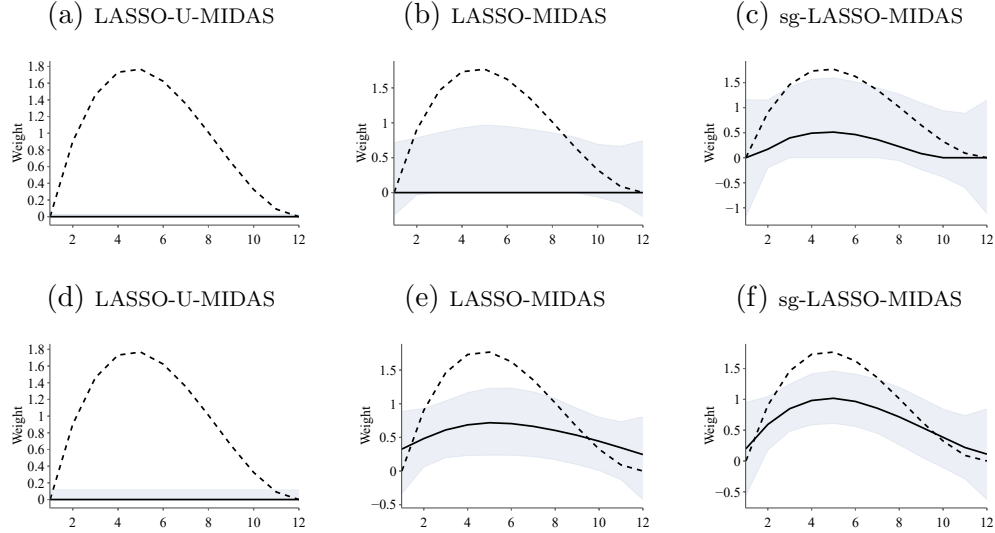 (a) LASSO-U-MIDAS
(b) LASSO-MIDAS
(c) sg-LASSO-MIDAS
Weight
1.8
1.6
1.4
1.2
1
0.8
0.6
0.4
0.2
0
2 4 6 8 10 12
Weight
1.5
1
0.5
0
2 4 6 8 10 12
Weight
1.5
1
0.5
0
−0.5
−1
2 4 6 8 10 12
(d) LASSO-U-MIDAS
(e) LASSO-MIDAS
(f) sg-LASSO-MIDAS
Weight
1.8
1.6
1.4
1.2
1
0.8
0.6
0.4
0.2
0
2 4 6 8 10 12
Weight
1.5
1
0.5
0
−0.5
2 4 6 8 10 12
Weight
1.5
1
0.5
0
−0.5
2 4 6 8 10 12